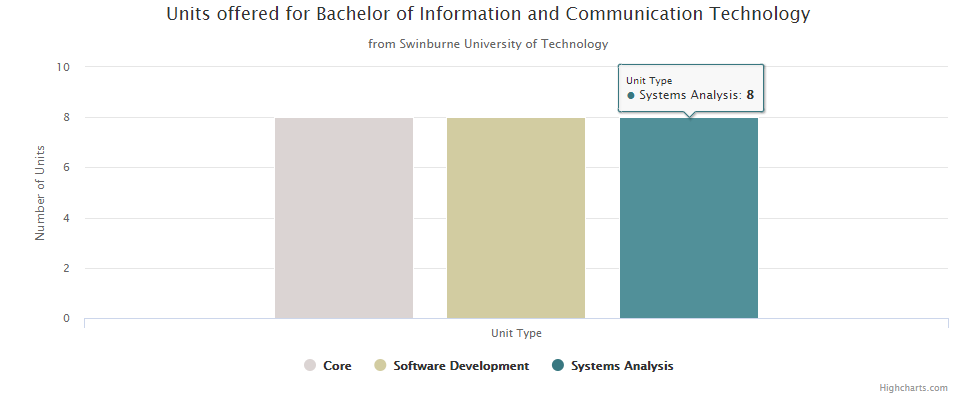 Units offered for Bachelor of Information and Communication Technology
from Swinburne University of Technology
10
Unit Type
Systems Analysis: 8
8
6
4
2
0
Number of Units
Unit Type
Core
Software Development
Systems Analysis
Highcharts.com